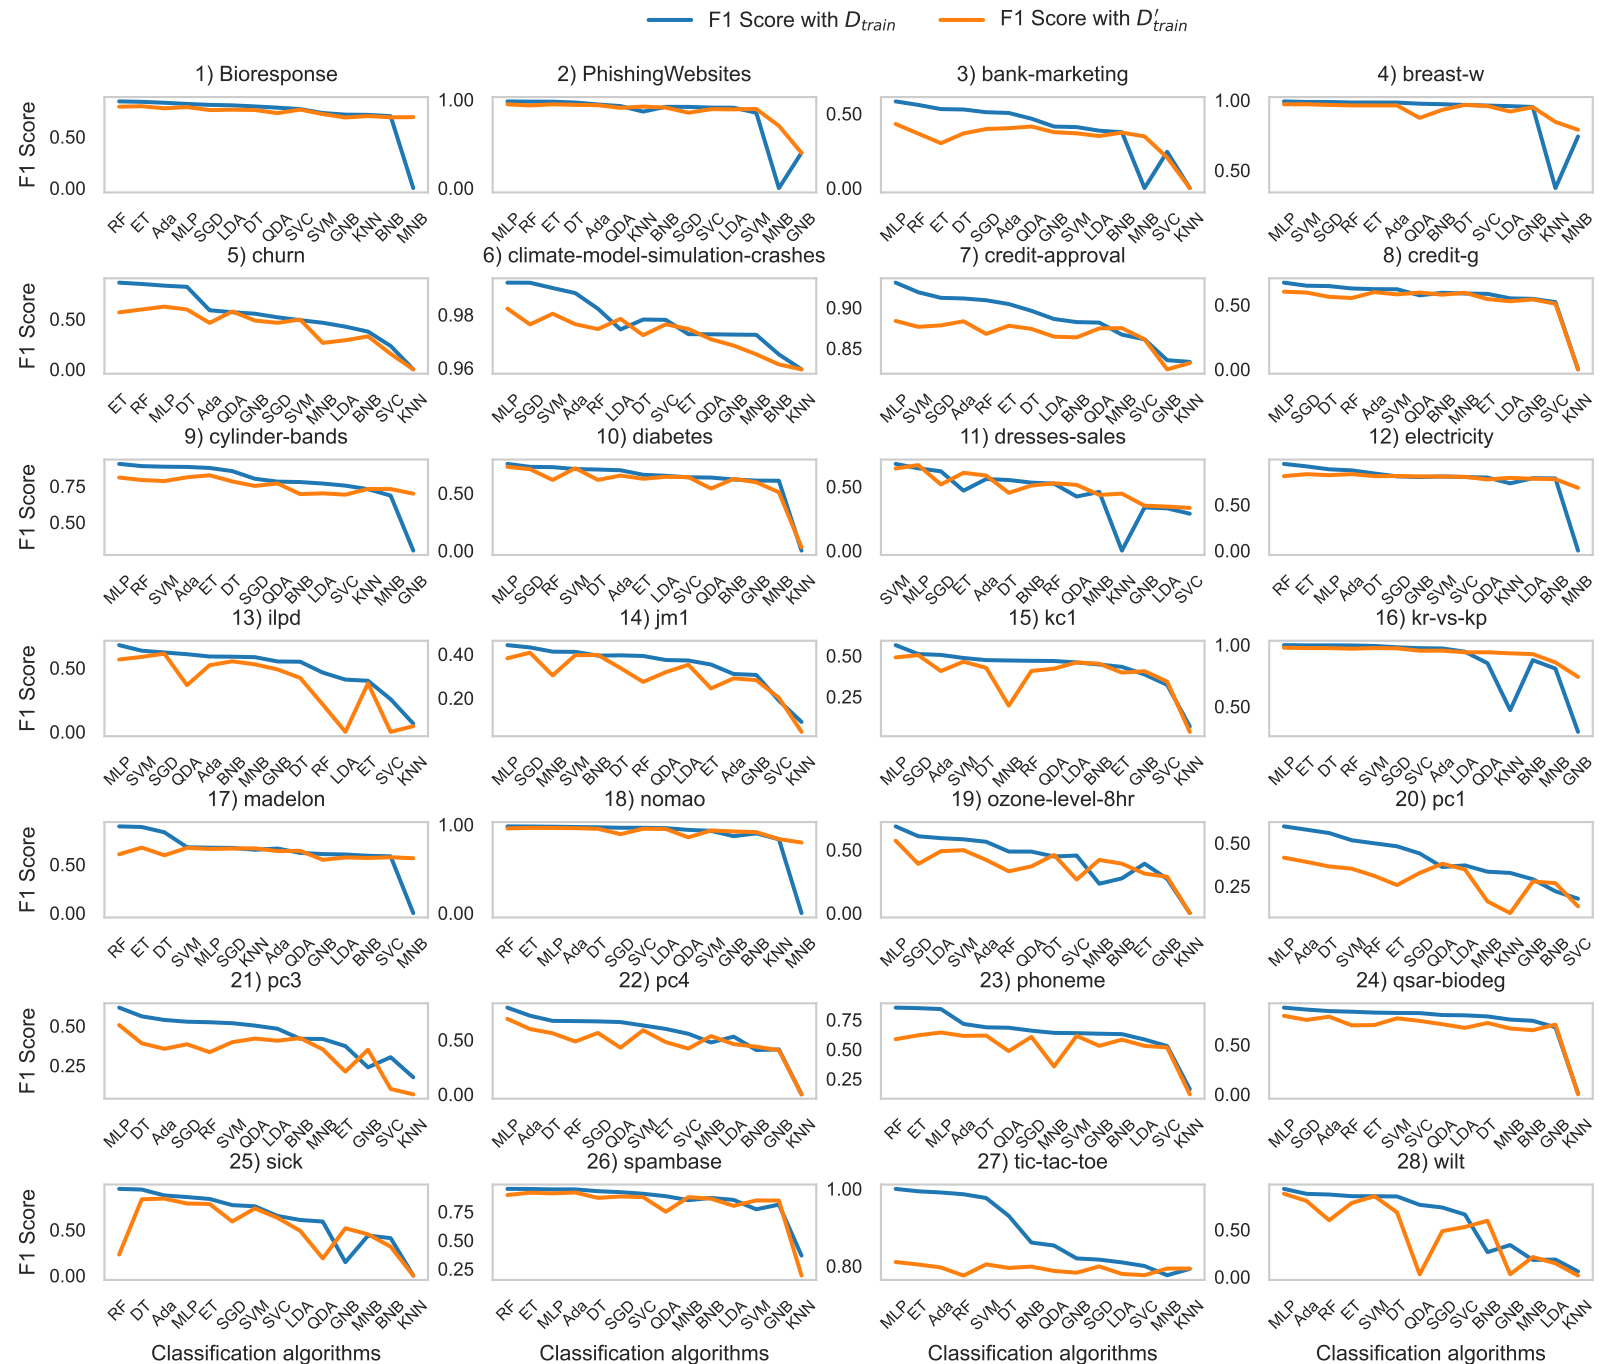 F1 Score with D_train F1 Score with D′_train
1) Bioresponse 2) PhishingWebsites 3) bank-marketing 4) breast-w
F1 Score
0.50
0.00
1.00
0.00
0.50
0.00
1.00
0.50
RF ET Ada MLP SGD LDA DT QDA SVC SVM GNB KNN BNB MNB
MLP RF ET DT Ada QDA KNN BNB SGD SVC LDA SVM MNB GNB
MLP RF ET DT SGD Ada QDA GNB SVM LDA BNB MNB SVC KNN
MLP SVM SGD RF ET Ada QDA BNB DT SVC LDA GNB KNN MNB
5) churn 6) climate-model-simulation-crashes 7) credit-approval 8) credit-g
F1 Score
0.50
0.00
0.98
0.96
0.90
0.85
0.50
0.00
ET RF MLP DT Ada QDA GNB SGD SVM MNB LDA BNB SVC KNN
MLP SGD SVM Ada RF LDA DT SVC ET QDA GNB MNB BNB KNN
MLP SVM SGD Ada RF ET DT LDA QDA BNB MNB SVC GNB KNN
MLP SGD DT RF Ada SVM QDA BNB MNB ET LDA GNB SVC KNN
9) cylinder-bands 10) diabetes 11) dresses-sales 12) electricity
F1 Score
0.75
0.50
0.50
0.00
0.50
0.00
0.50
0.00
MLP RF SVM Ada ET DT SGD QDA BNB LDA SVC KNN MNB GNB
MLP SGD RF SVM DT Ada ET LDA SVC QDA BNB GNB MNB KNN
SVM MLP SGD ET Ada DT BNB RF QDA MNB KNN GNB LDA SVC
RF ET MLP Ada DT SGD GNB SVM SVC QDA KNN LDA BNB MNB
13) ilpd 14) jm1 15) kc1 16) kr-vs-kp
F1 Score
0.50
0.00
0.40
0.20
0.50
0.25
1.00
0.50
MLP SVM SGD QDA Ada BNB MNB GNB DT RF LDA ET SVC KNN
MLP SGD MNB SVM BNB DT RF QDA LDA ET Ada GNB SVC KNN
MLP SGD Ada SVM DT MNB RF QDA LDA BNB ET GNB SVC KNN
MLP ET DT RF SVM SGD SVC Ada LDA QDA KNN BNB MNB GNB
17) madelon 18) nomao 19) ozone-level-8hr 20) pc1
F1 Score
0.50
0.00
1.00
0.00
0.50
0.00
0.50
0.25
RF ET DT SVM MLP SGD KNN Ada QDA GNB LDA BNB SVC MNB
RF ET MLP Ada DT SGD SVC LDA QDA SVM GNB BNB KNN MNB
MLP SGD LDA SVM Ada RF QDA DT SVC MNB BNB ET GNB KNN
MLP Ada DT SVM RF ET SGD QDA LDA MNB KNN GNB BNB SVC
21) pc3 22) pc4 23) phoneme 24) qsar-biodeg
F1 Score
0.50
0.25
0.50
0.00
0.75
0.50
0.25
0.50
0.00
MLP DT Ada SGD RF SVM QDA LDA BNB MNB ET GNB SVC KNN
MLP Ada DT RF SGD QDA SVM ET SVC MNB LDA BNB GNB KNN
RF ET MLP Ada DT QDA SGD MNB SVM GNB BNB LDA SVC KNN
MLP SGD Ada RF ET SVM SVC QDA LDA DT MNB BNB GNB KNN
25) sick 26) spambase 27) tic-tac-toe 28) wilt
F1 Score
0.50
0.00
0.75
0.50
0.25
1.00
0.80
0.50
0.00
RF DT Ada MLP ET SGD SVM SVC LDA QDA GNB MNB BNB KNN
MLP RF ET Ada DT SGD SVM QDA SVC MNB BNB LDA GNB KNN
MLP ET Ada RF SVM DT QDA SGD LDA GNB BNB SVC MNB KNN
MLP Ada RF ET SVM DT QDA SGD SVC BNB GNB MNB LDA KNN
Classification algorithms Classification algorithms Classification algorithms Classification algorithms